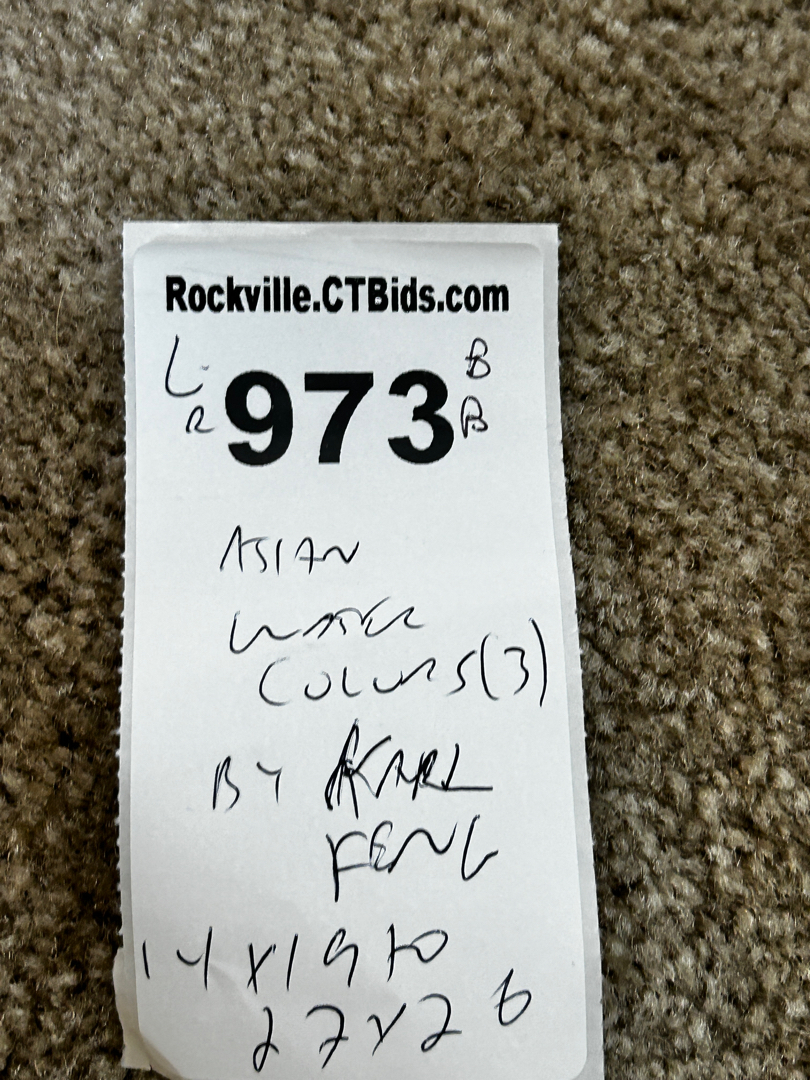 Rockville.CTBids.com
L B
R 973 B
ASIAN
WATER
COLORS(3)
BY KARL
FENG
14X19 to
27X26